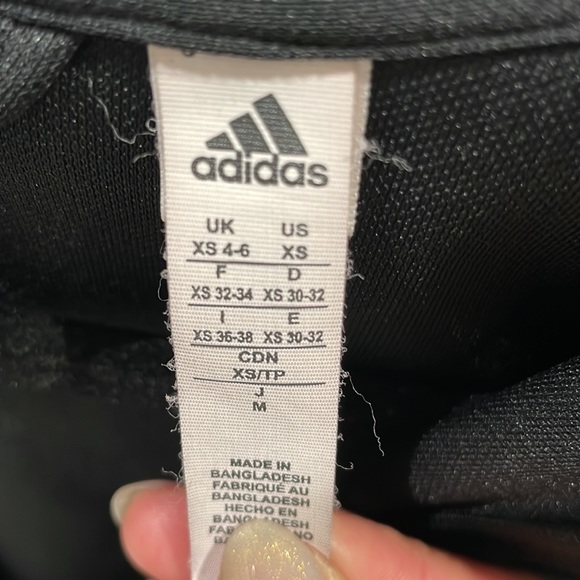 adidas
UK US
XS 4-6 XS
F D
XS 32-34 XS 30-32
I E
XS 36-38 XS 30-32
CDN
XS/TP
J
M
MADE IN
BANGLADESH
FABRIQUÉ AU
BANGLADESH
HECHO EN
BANGLADESH